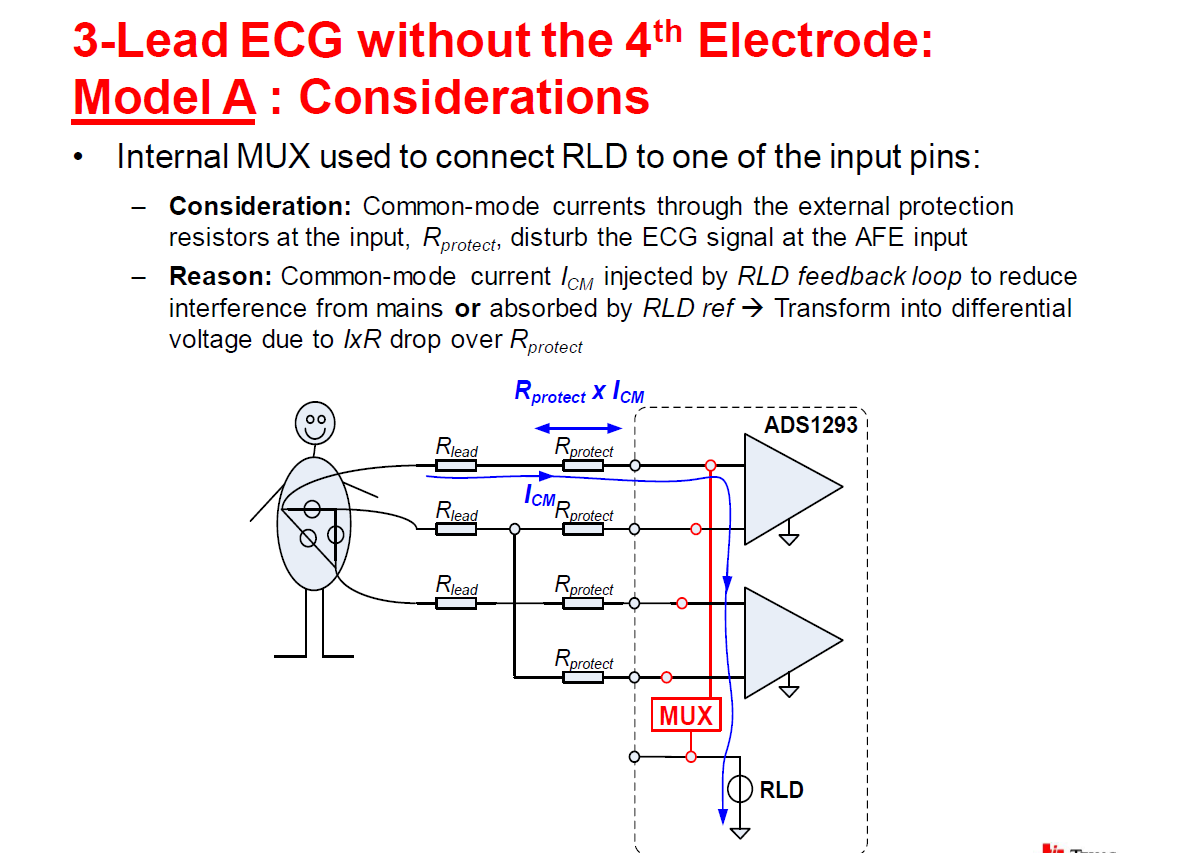 3-Lead ECG without the 4th Electrode:
Model A : Considerations
• Internal MUX used to connect RLD to one of the input pins:
– Consideration: Common-mode currents through the external protection
resistors at the input, Rprotect, disturb the ECG signal at the AFE input
– Reason: Common-mode current ICM injected by RLD feedback loop to reduce
interference from mains or absorbed by RLD ref → Transform into differential
voltage due to IxR drop over Rprotect
Rprotect x ICM
ADS1293
Rlead
Rprotect
ICM
Rlead
Rprotect
Rlead
Rprotect
Rprotect
MUX
RLD